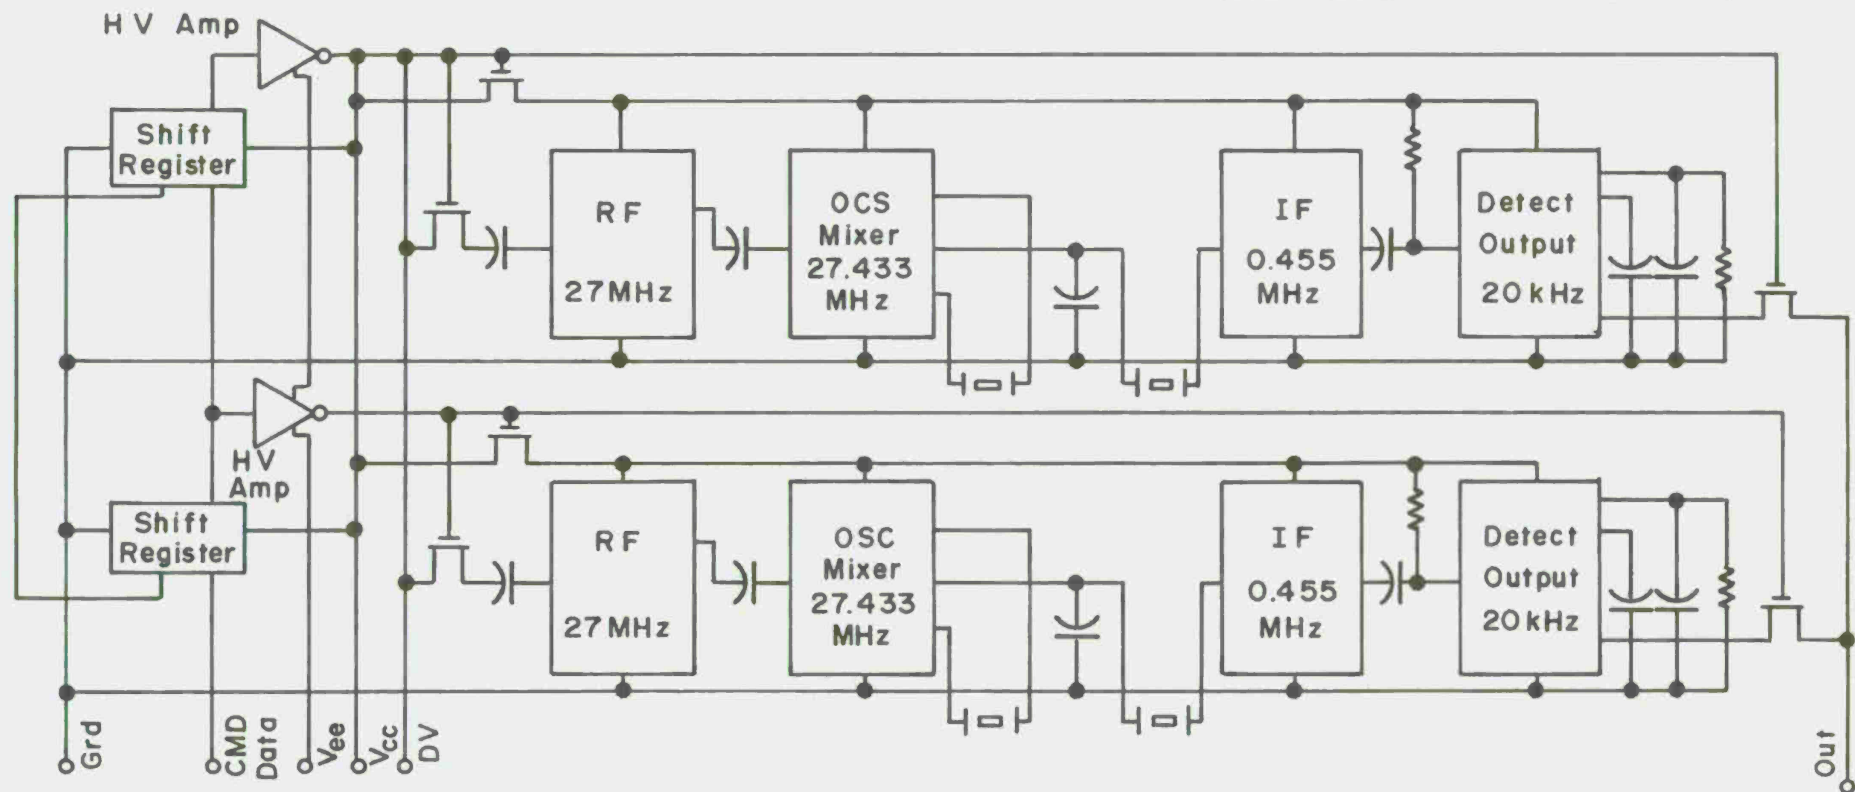 HV Amp
Shift
Register
RF
27MHz
OCS
Mixer
27.433
MHz
IF
0.455
MHz
Detect
Output
20kHz
HV
Amp
Shift
Register
RF
27MHz
OSC
Mixer
27.433
MHz
IF
0.455
MHz
Detect
Output
20kHz
Grd
CMD
Data
Vee
Vcc
DV
Out